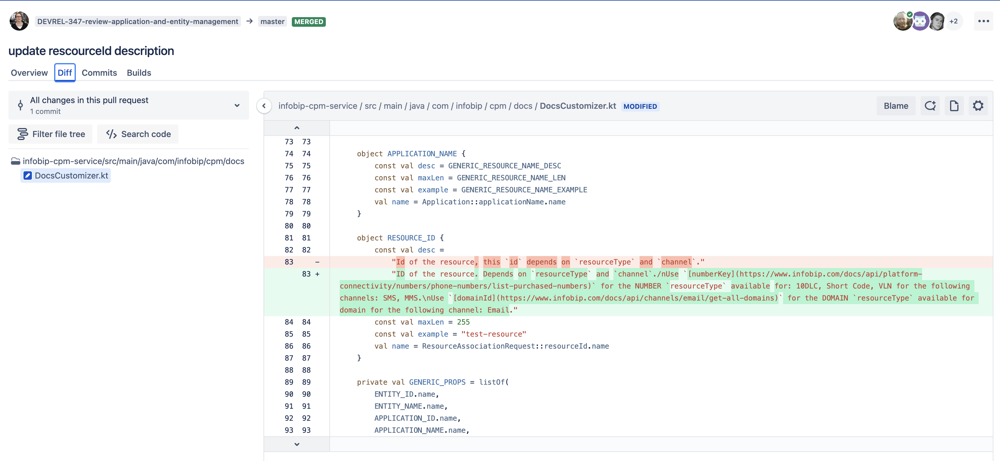 DEVREL-347-review-application-and-entity-management → master MERGED
+2
update rescourceId description
Overview Diff Commits Builds
All changes in this pull request
1 commit
Filter file tree
Search code
infobip-cpm-service/src/main/java/com/infobip/cpm/docs
DocsCustomizer.kt
infobip-cpm-service / src / main / java / com / infobip / cpm / docs / DocsCustomizer.kt MODIFIED
Blame
73 73
74 74 object APPLICATION_NAME {
75 75 const val desc = GENERIC_RESOURCE_NAME_DESC
76 76 const val maxLen = GENERIC_RESOURCE_NAME_LEN
77 77 const val example = GENERIC_RESOURCE_NAME_EXAMPLE
78 78 val name = Application::applicationName.name
79 79 }
80 80
81 81 object RESOURCE_ID {
82 82 const val desc =
83 - "Id of the resource, this `id` depends on `resourceType` and `channel`."
83 + "ID of the resource. Depends on `resourceType` and `channel`./nUse `[numberKey](https://www.infobip.com/docs/api/platform-
connectivity/numbers/phone-numbers/list-purchased-numbers)` for the NUMBER `resourceType` available for: 10DLC, Short Code, VLN for the following
channels: SMS, MMS.\nUse `[domainId](https://www.infobip.com/docs/api/channels/email/get-all-domains)` for the DOMAIN `resourceType` available for
domain for the following channel: Email."
84 84 const val maxLen = 255
85 85 const val example = "test-resource"
86 86 val name = ResourceAssociationRequest::resourceId.name
87 87 }
88 88
89 89 private val GENERIC_PROPS = listOf(
90 90 ENTITY_ID.name,
91 91 ENTITY_NAME.name,
92 92 APPLICATION_ID.name,
93 93 APPLICATION_NAME.name,